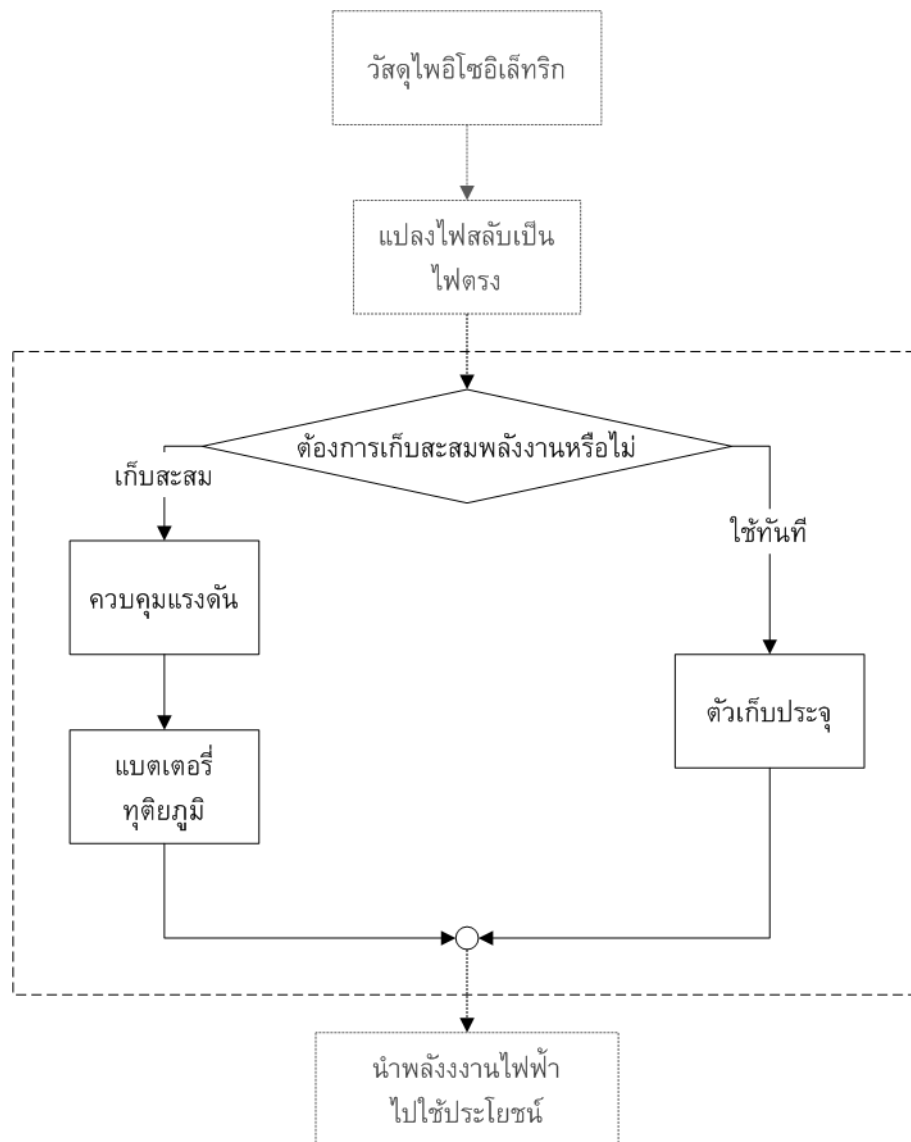 วัสดุไพอิโซอิเล็ทริก
แปลงไฟสลับเป็น
ไฟตรง
ต้องการเก็บสะสมพลังงานหรือไม่
เก็บสะสม
ใช้ทันที
ควบคุมแรงดัน
ตัวเก็บประจุ
แบตเตอรี่
ทุติยภูมิ
นำพลังงงานไฟฟ้า
ไปใช้ประโยชน์